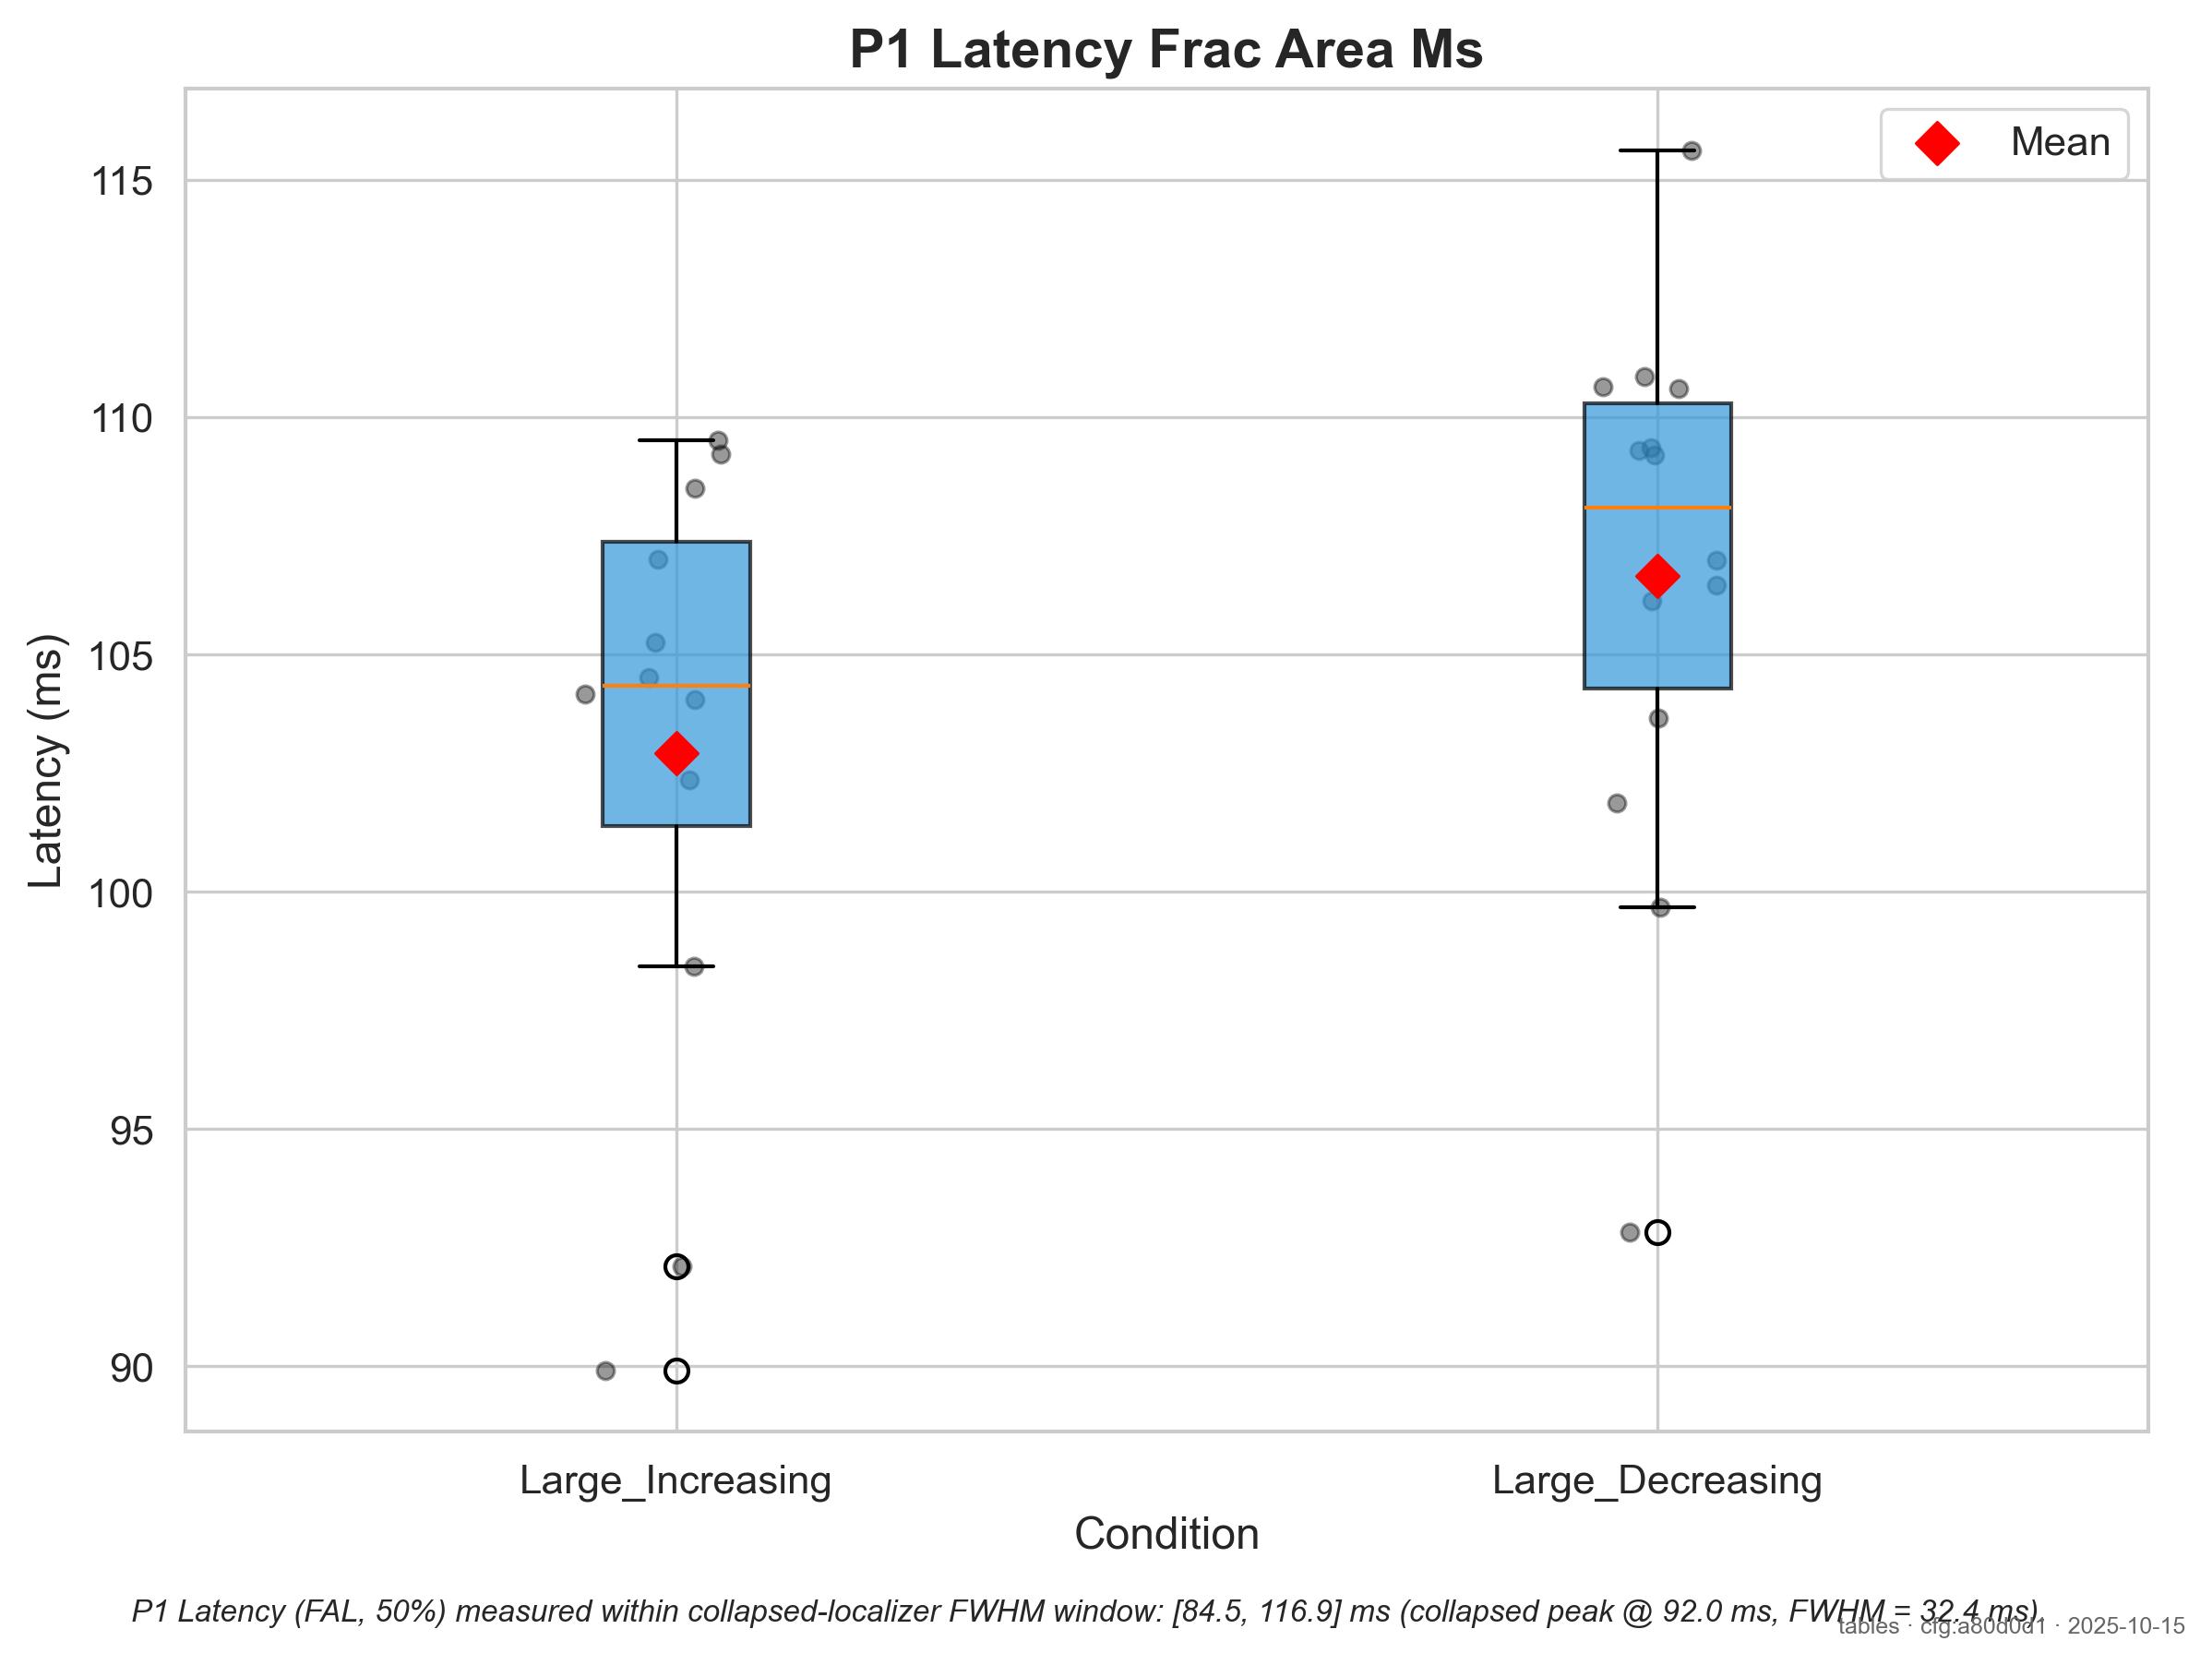 P1 Latency Frac Area Ms
Mean
115
110
105
100
95
90
Latency (ms)
Large_Increasing
Large_Decreasing
Condition
P1 Latency (FAL, 50%) measured within collapsed-localizer FWHM window: [84.5, 116.9] ms (collapsed peak @ 92.0 ms, FWHM = 32.4 ms).
tables · cfg:a80d0d1 · 2025-10-15